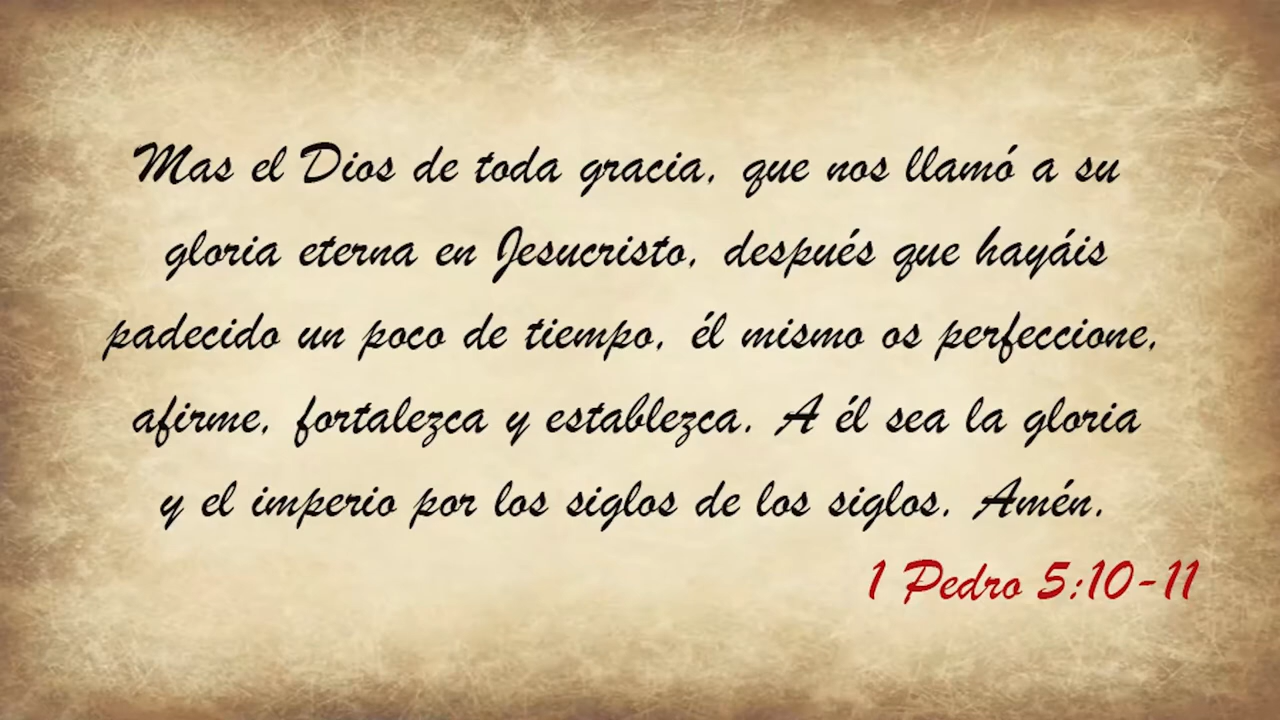 Mas el Dios de toda gracia, que nos llamó a su
gloria eterna en Jesucristo, después que hayáis
padecido un poco de tiempo, él mismo os perfeccione,
afirme, fortalezca y establezca. A él sea la gloria
y el imperio por los siglos de los siglos. Amén.
1 Pedro 5:10-11